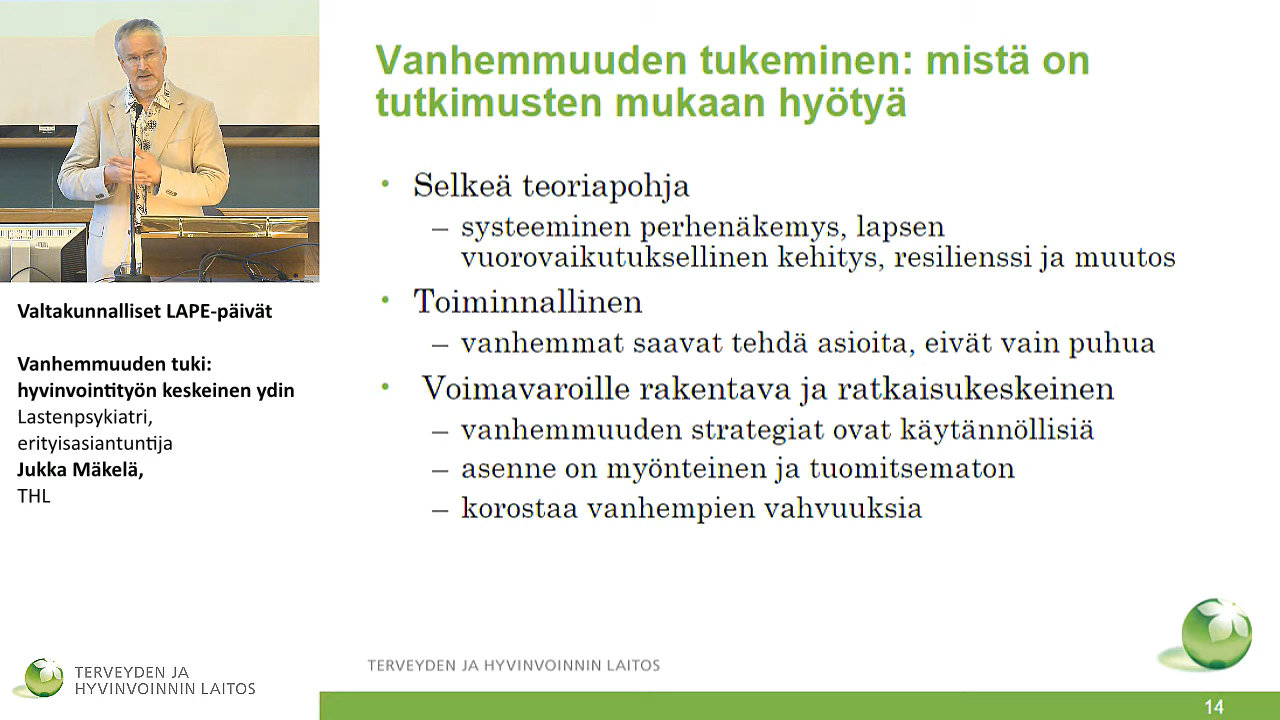 Vanhemmuuden tukeminen: mistä on
tutkimusten mukaan hyötyä
• Selkeä teoriapohja
– systeeminen perhenäkemys, lapsen
vuorovaikutuksellinen kehitys, resilienssi ja muutos
• Toiminnallinen
– vanhemmat saavat tehdä asioita, eivät vain puhua
• Voimavaroille rakentava ja ratkaisukeskeinen
– vanhemmuuden strategiat ovat käytännöllisiä
– asenne on myönteinen ja tuomitsematon
– korostaa vanhempien vahvuuksia
TERVEYDEN JA HYVINVOINNIN LAITOS
14
Valtakunnalliset LAPE-päivät
Vanhemmuuden tuki:
hyvinvointityön keskeinen ydin
Lastenpsykiatri,
erityisasiantuntija
Jukka Mäkelä,
THL
TERVEYDEN JA
HYVINVOINNIN LAITOS